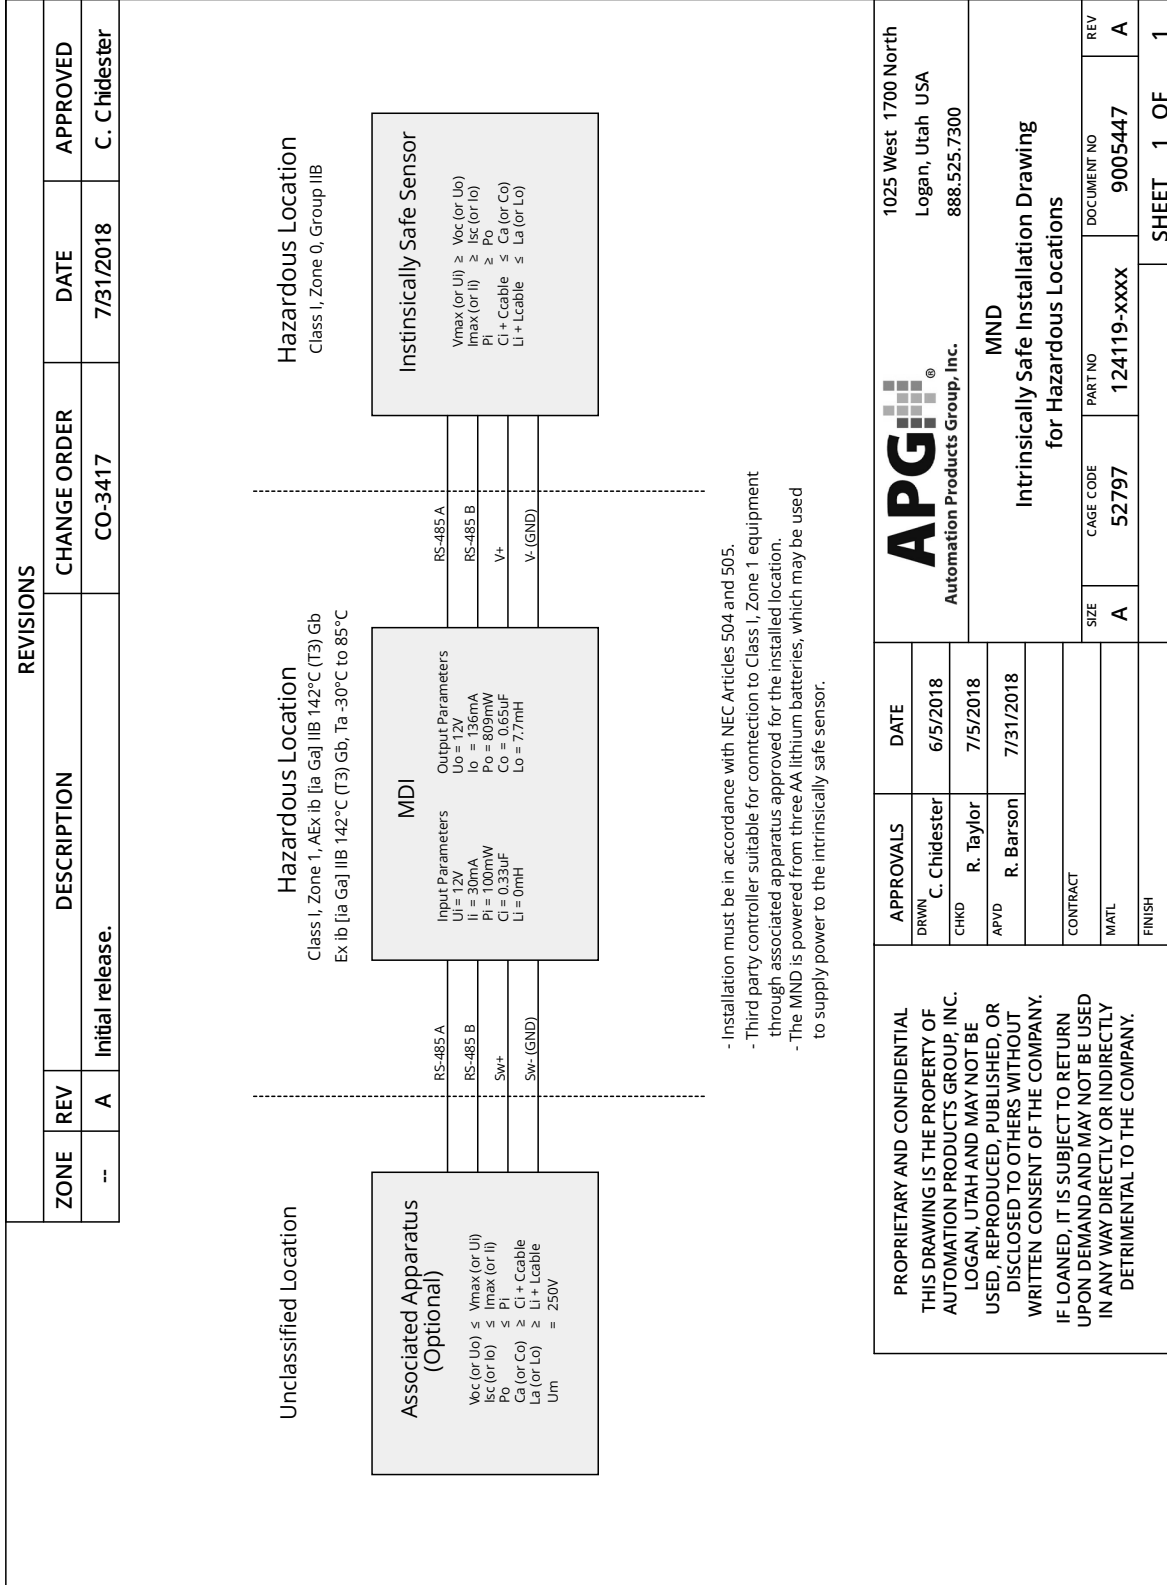 REVISIONS
ZONE REV DESCRIPTION CHANGE ORDER DATE APPROVED
-- A Initial release. CO-3417 7/31/2018 C. Chidester
Unclassified Location
Associated Apparatus
(Optional)
Voc (or Uo) ≤ Vmax (or Ui)
Isc (or Io) ≤ Imax (or Ii)
Po ≤ Pi
Ca (or Co) ≥ Ci + Ccable
La (or Lo) ≥ Li + Lcable
Um = 250V
RS-485 A
RS-485 B
Sw+
Sw- (GND)
Hazardous Location
Class I, Zone 1, AEx ib [ia Ga] IIB 142°C (T3) Gb
Ex ib [ia Ga] IIB 142°C (T3) Gb, Ta -30°C to 85°C
MDI
Input Parameters
Ui = 12V
Ii = 30mA
Pi = 100mW
Ci = 0.33uF
Li = 0mH
Output Parameters
Uo = 12V
Io = 136mA
Po = 809mW
Co = 0.65uF
Lo = 7.7mH
RS-485 A
RS-485 B
V+
V- (GND)
Hazardous Location
Class I, Zone 0, Group IIB
Instinsically Safe Sensor
Vmax (or Ui) ≥ Voc (or Uo)
Imax (or Ii) ≥ Isc (or Io)
Pi ≥ Po
Ci + Ccable ≤ Ca (or Co)
Li + Lcable ≤ La (or Lo)
- Installation must be in accordance with NEC Articles 504 and 505.
- Third party controller suitable for conntection to Class I, Zone 1 equipment
through associated apparatus approved for the installed location.
- The MND is powered from three AA lithium batteries, which may be used
to supply power to the intrinsically safe sensor.
PROPRIETARY AND CONFIDENTIAL
THIS DRAWING IS THE PROPERTY OF
AUTOMATION PRODUCTS GROUP, INC.
LOGAN, UTAH AND MAY NOT BE
USED, REPRODUCED, PUBLISHED, OR
DISCLOSED TO OTHERS WITHOUT
WRITTEN CONSENT OF THE COMPANY.
IF LOANED, IT IS SUBJECT TO RETURN
UPON DEMAND AND MAY NOT BE USED
IN ANY WAY DIRECTLY OR INDIRECTLY
DETRIMENTAL TO THE COMPANY.
APPROVALS DATE
DRWN C. Chidester 6/5/2018
CHKD R. Taylor 7/5/2018
APVD R. Barson 7/31/2018
CONTRACT
MATL
FINISH
APG®
Automation Products Group, Inc.
1025 West 1700 North
Logan, Utah USA
888.525.7300
MND
Intrinsically Safe Installation Drawing
for Hazardous Locations
SIZE CAGE CODE PART NO DOCUMENT NO REV
A 52797 124119-xxxx 9005447 A
SHEET 1 OF 1